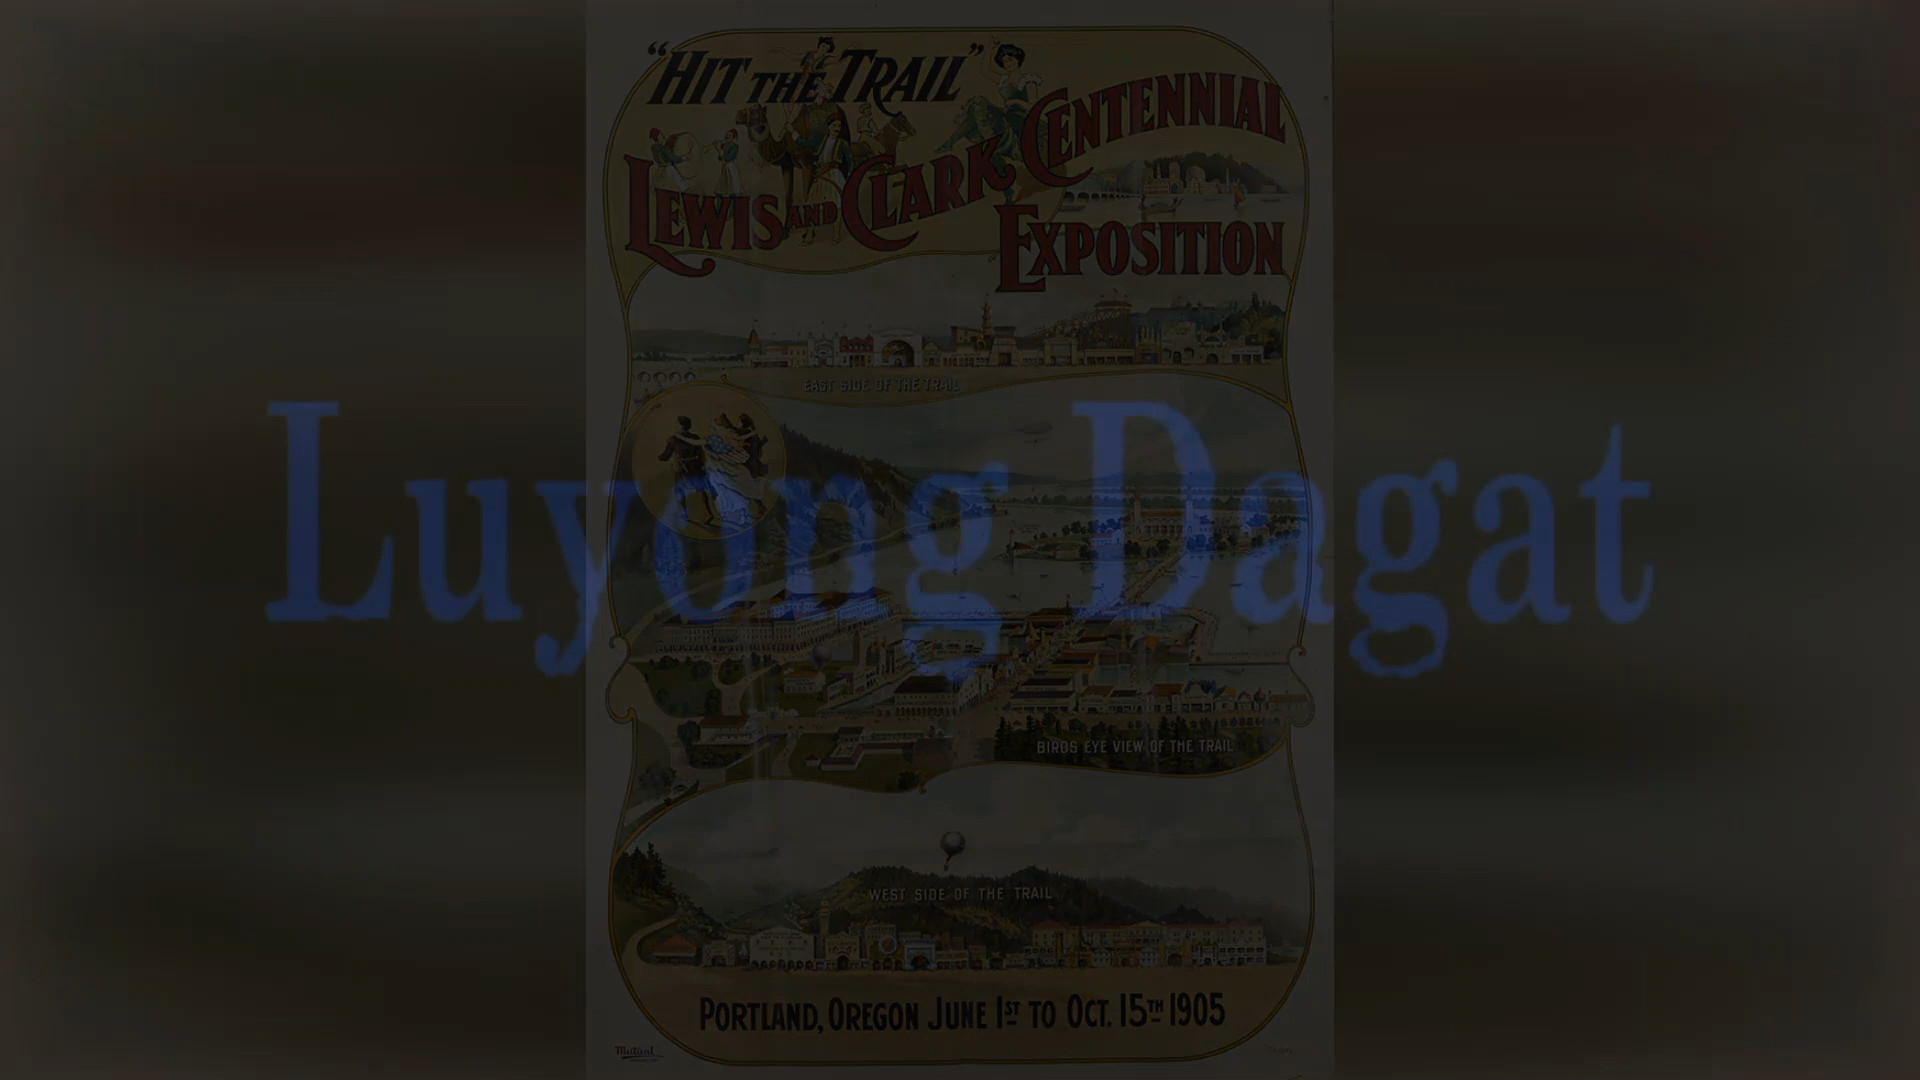 "HIT THE TRAIL"
LEWIS AND CLARK CENTENNIAL
EXPOSITION
EAST SIDE OF THE TRAIL
Luyong Dagat
BIRDS EYE VIEW OF THE TRAIL
WEST SIDE OF THE TRAIL
PORTLAND, OREGON JUNE 1ST TO OCT. 15TH 1905
Mutual